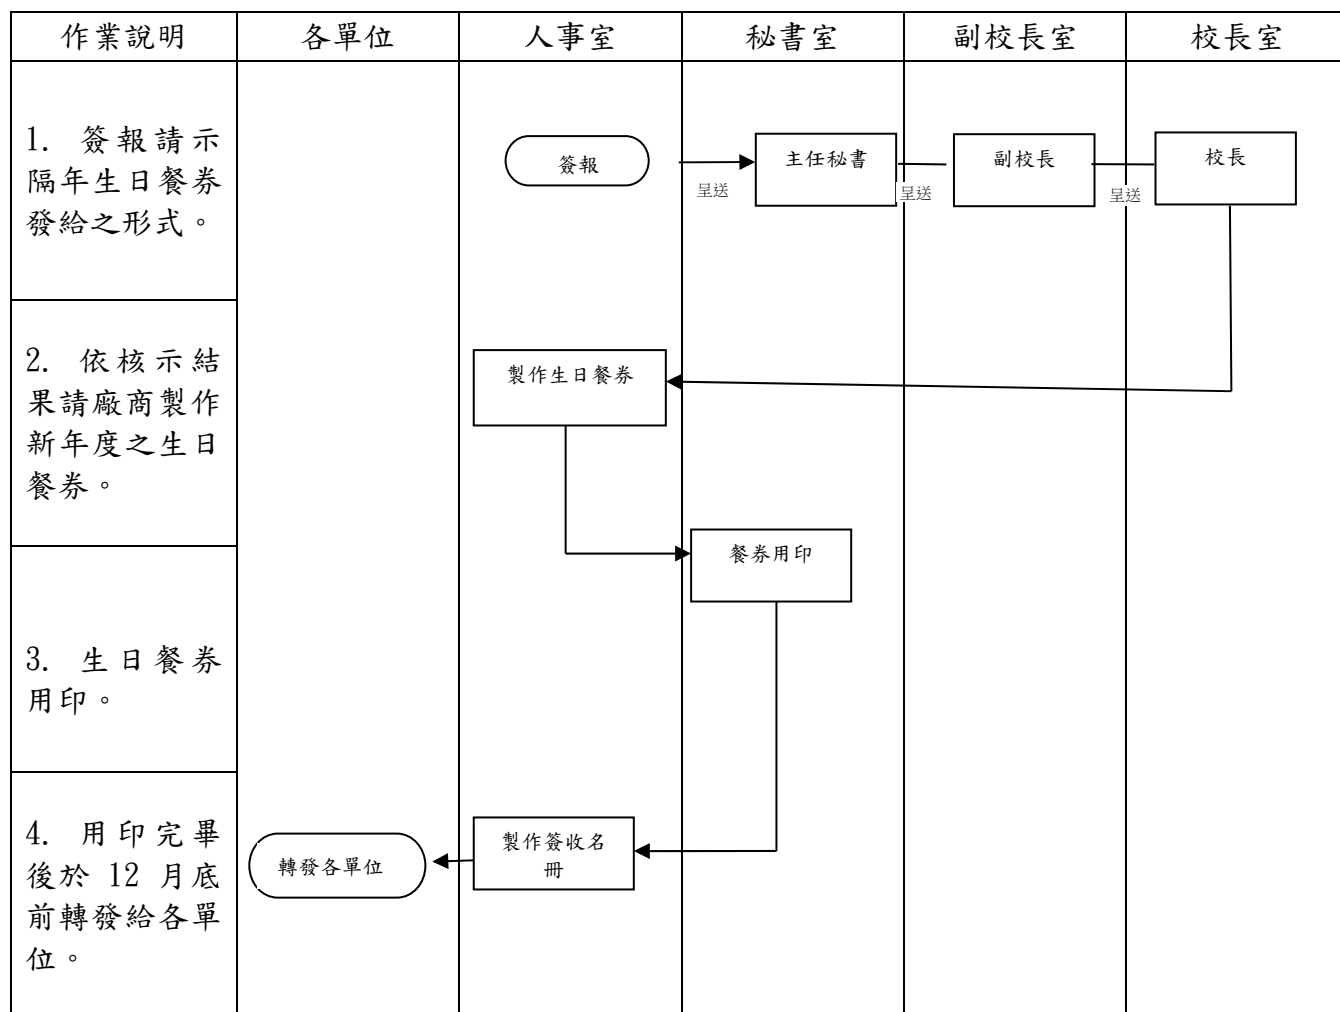 作業說明
各單位
人事室
秘書室
副校長室
校長室
1. 簽報請示
隔年生日餐券
發給之形式。
簽報
呈送
主任秘書
呈送
副校長
呈送
校長
2. 依核示結
果請廠商製作
新年度之生日
餐券。
製作生日餐券
餐券用印
3. 生日餐券
用印。
4. 用印完畢
後於 12 月底
前轉發給各單
位。
轉發各單位
製作簽收名
冊